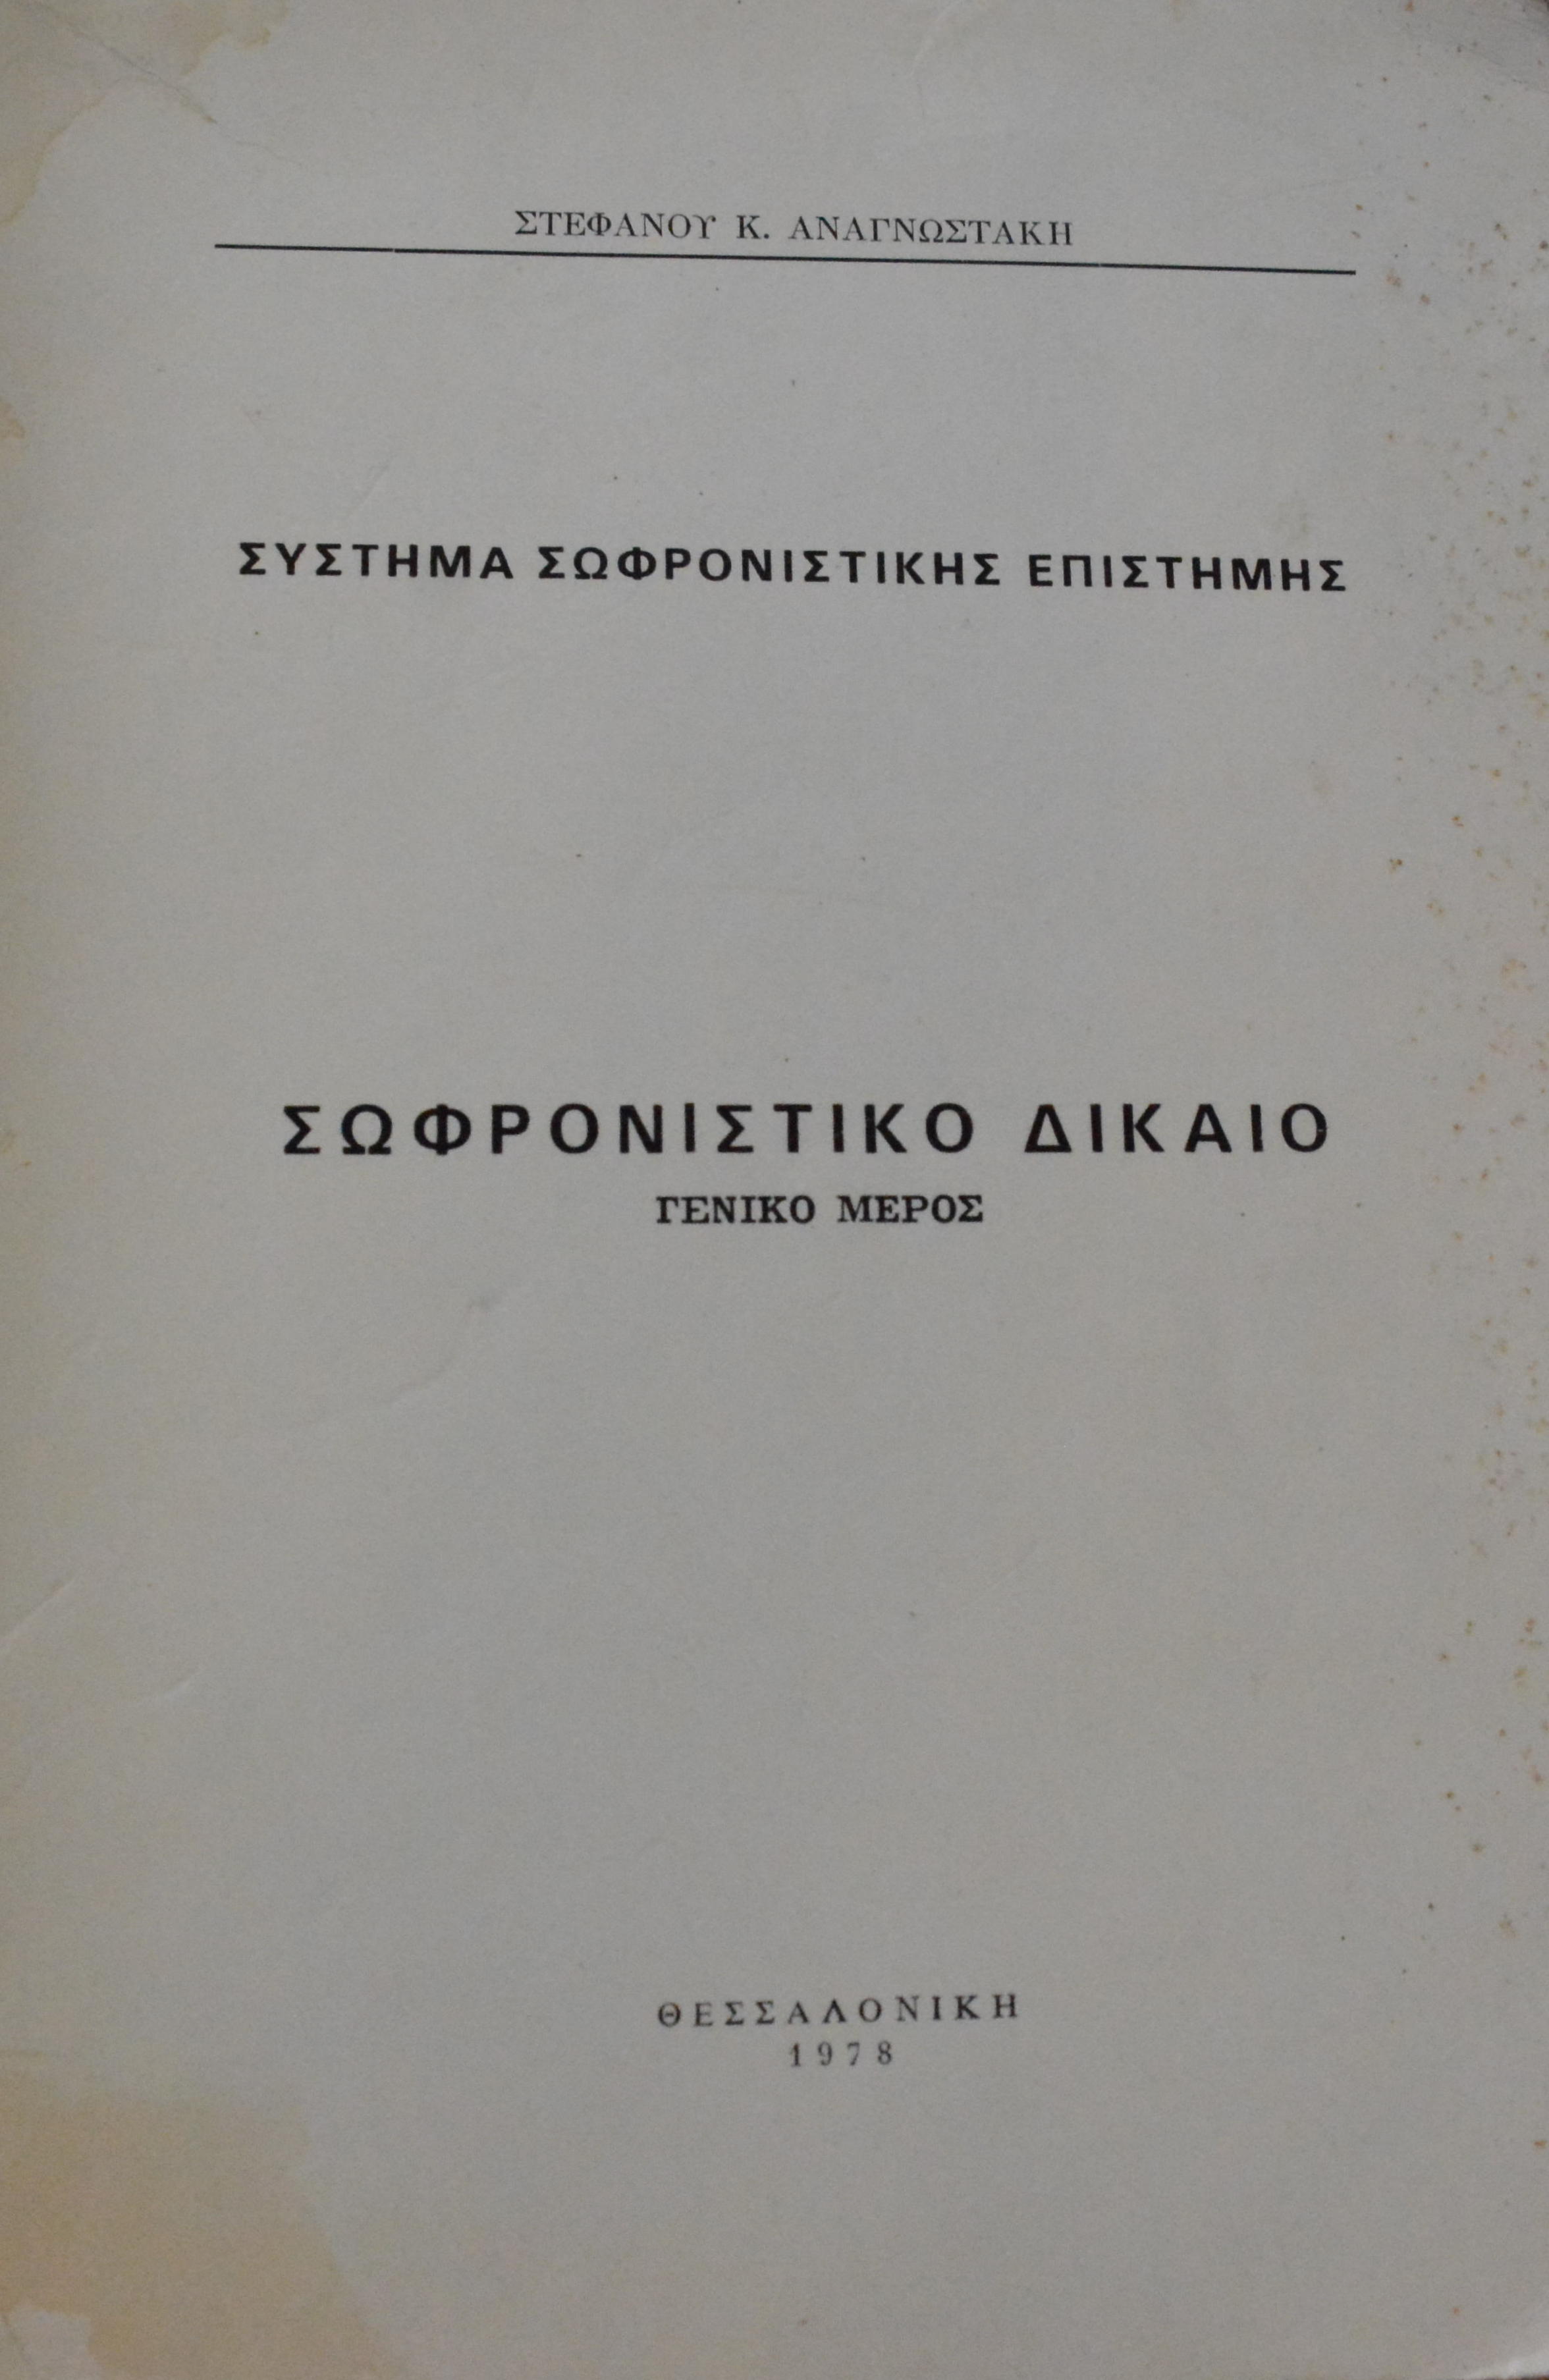 ΣΤΕΦΑΝΟΥ Κ. ΑΝΑΓΝΩΣΤΑΚΗ
ΣΥΣΤΗΜΑ ΣΩΦΡΟΝΙΣΤΙΚΗΣ ΕΠΙΣΤΗΜΗΣ
ΣΩΦΡΟΝΙΣΤΙΚΟ ΔΙΚΑΙΟ
ΓΕΝΙΚΟ ΜΕΡΟΣ
ΘΕΣΣΑΛΟΝΙΚΗ
1978